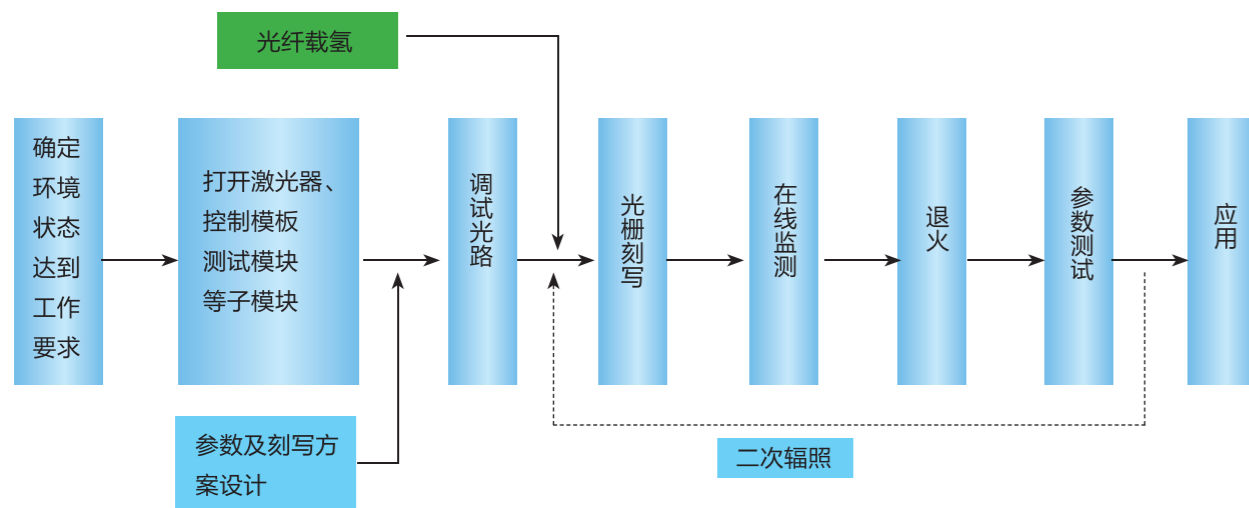 光纤载氢
确定
环境
状态
达到
工作
要求
打开激光器、
控制模板
测试模块
等子模块
调试光路
光栅刻写
在线监测
退火
参数测试
应用
参数及刻写方
案设计
二次辐照